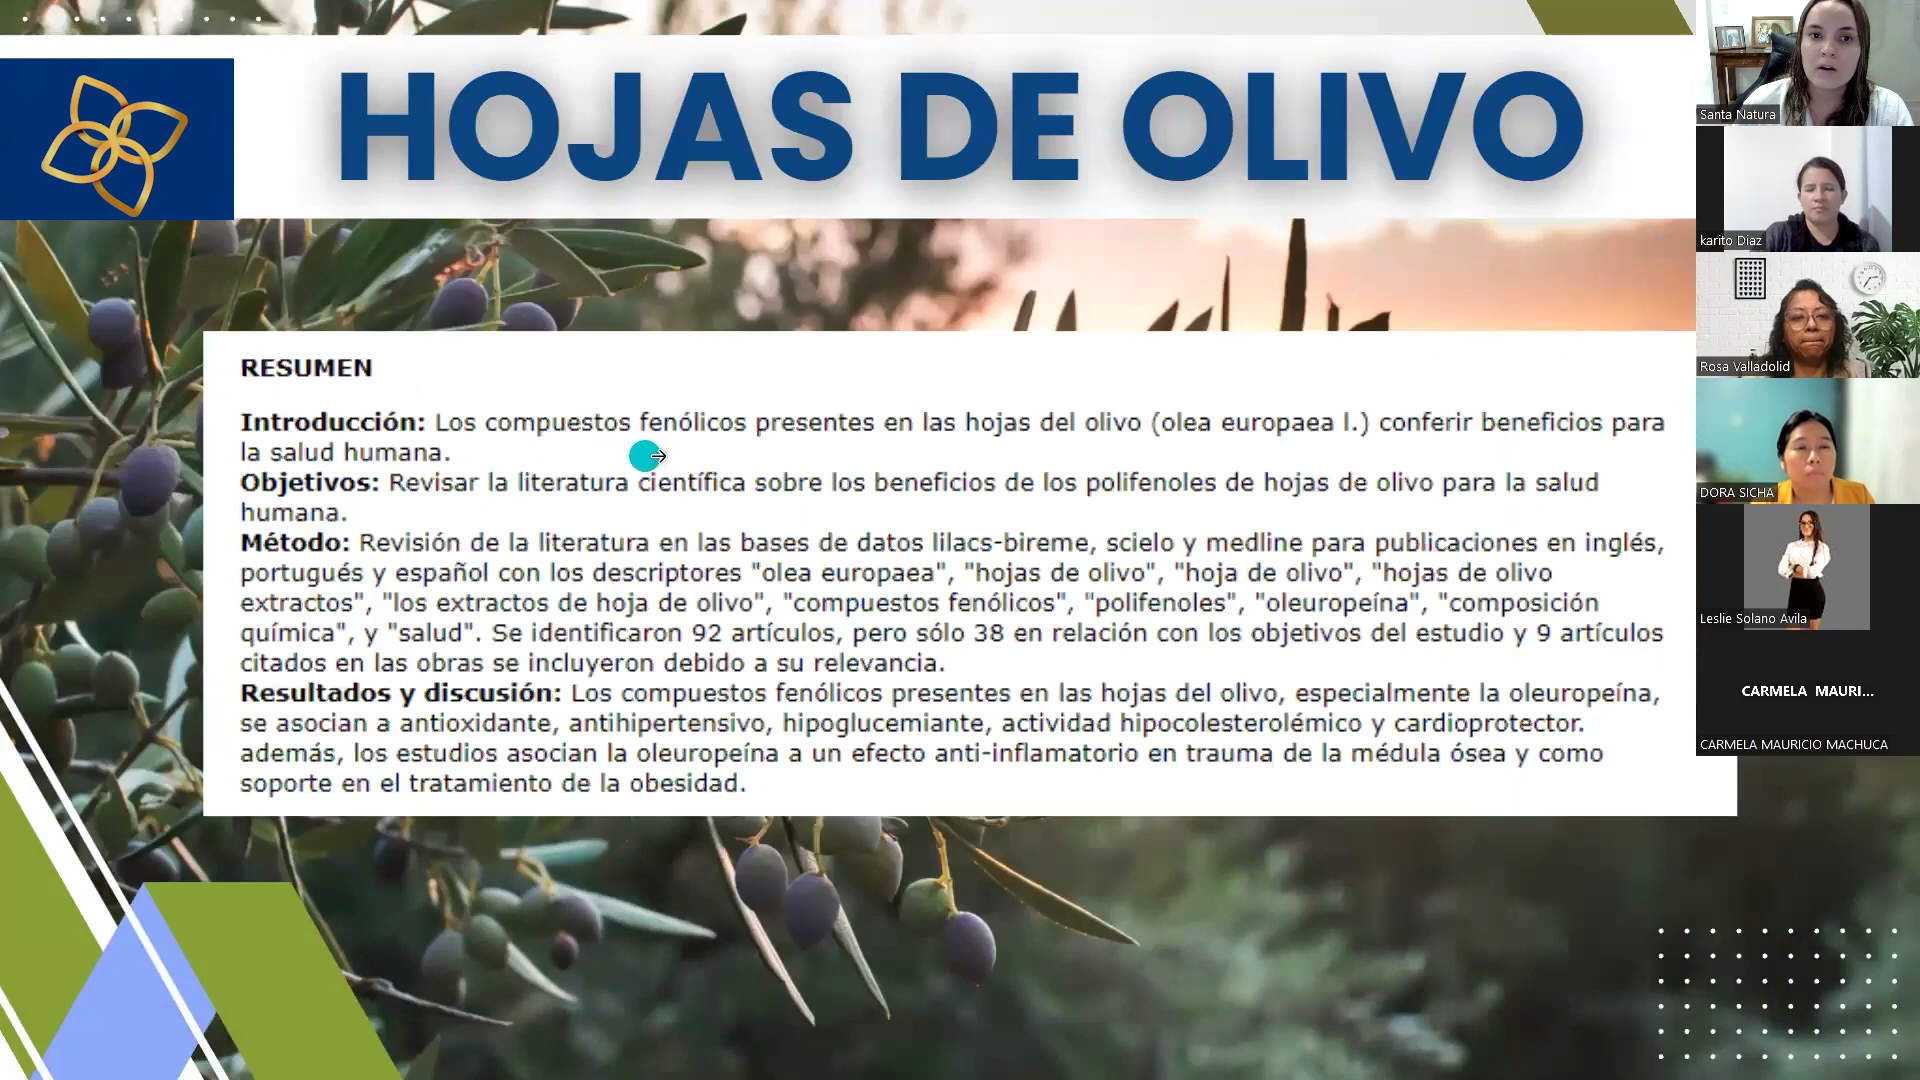 HOJAS DE OLIVO
RESUMEN
Introducción: Los compuestos fenólicos presentes en las hojas del olivo (olea europaea l.) conferir beneficios para
la salud humana.
Objetivos: Revisar la literatura científica sobre los beneficios de los polifenoles de hojas de olivo para la salud
humana.
Método: Revisión de la literatura en las bases de datos lilacs-bireme, scielo y medline para publicaciones en inglés,
portugués y español con los descriptores "olea europaea", "hojas de olivo", "hoja de olivo", "hojas de olivo
extractos", "los extractos de hoja de olivo", "compuestos fenólicos", "polifenoles", "oleuropeína", "composición
química", y "salud". Se identificaron 92 artículos, pero sólo 38 en relación con los objetivos del estudio y 9 artículos
citados en las obras se incluyeron debido a su relevancia.
Resultados y discusión: Los compuestos fenólicos presentes en las hojas del olivo, especialmente la oleuropeína,
se asocian a antioxidante, antihipertensivo, hipoglucemiante, actividad hipocolesterolémico y cardioprotector.
además, los estudios asocian la oleuropeína a un efecto anti-inflamatorio en trauma de la médula ósea y como
soporte en el tratamiento de la obesidad.
Santa Natura
karito Diaz
Rosa Valladolid
DORA SICHA
Leslie Solano Avila
CARMELA MAURI...
CARMELA MAURICIO MACHUCA